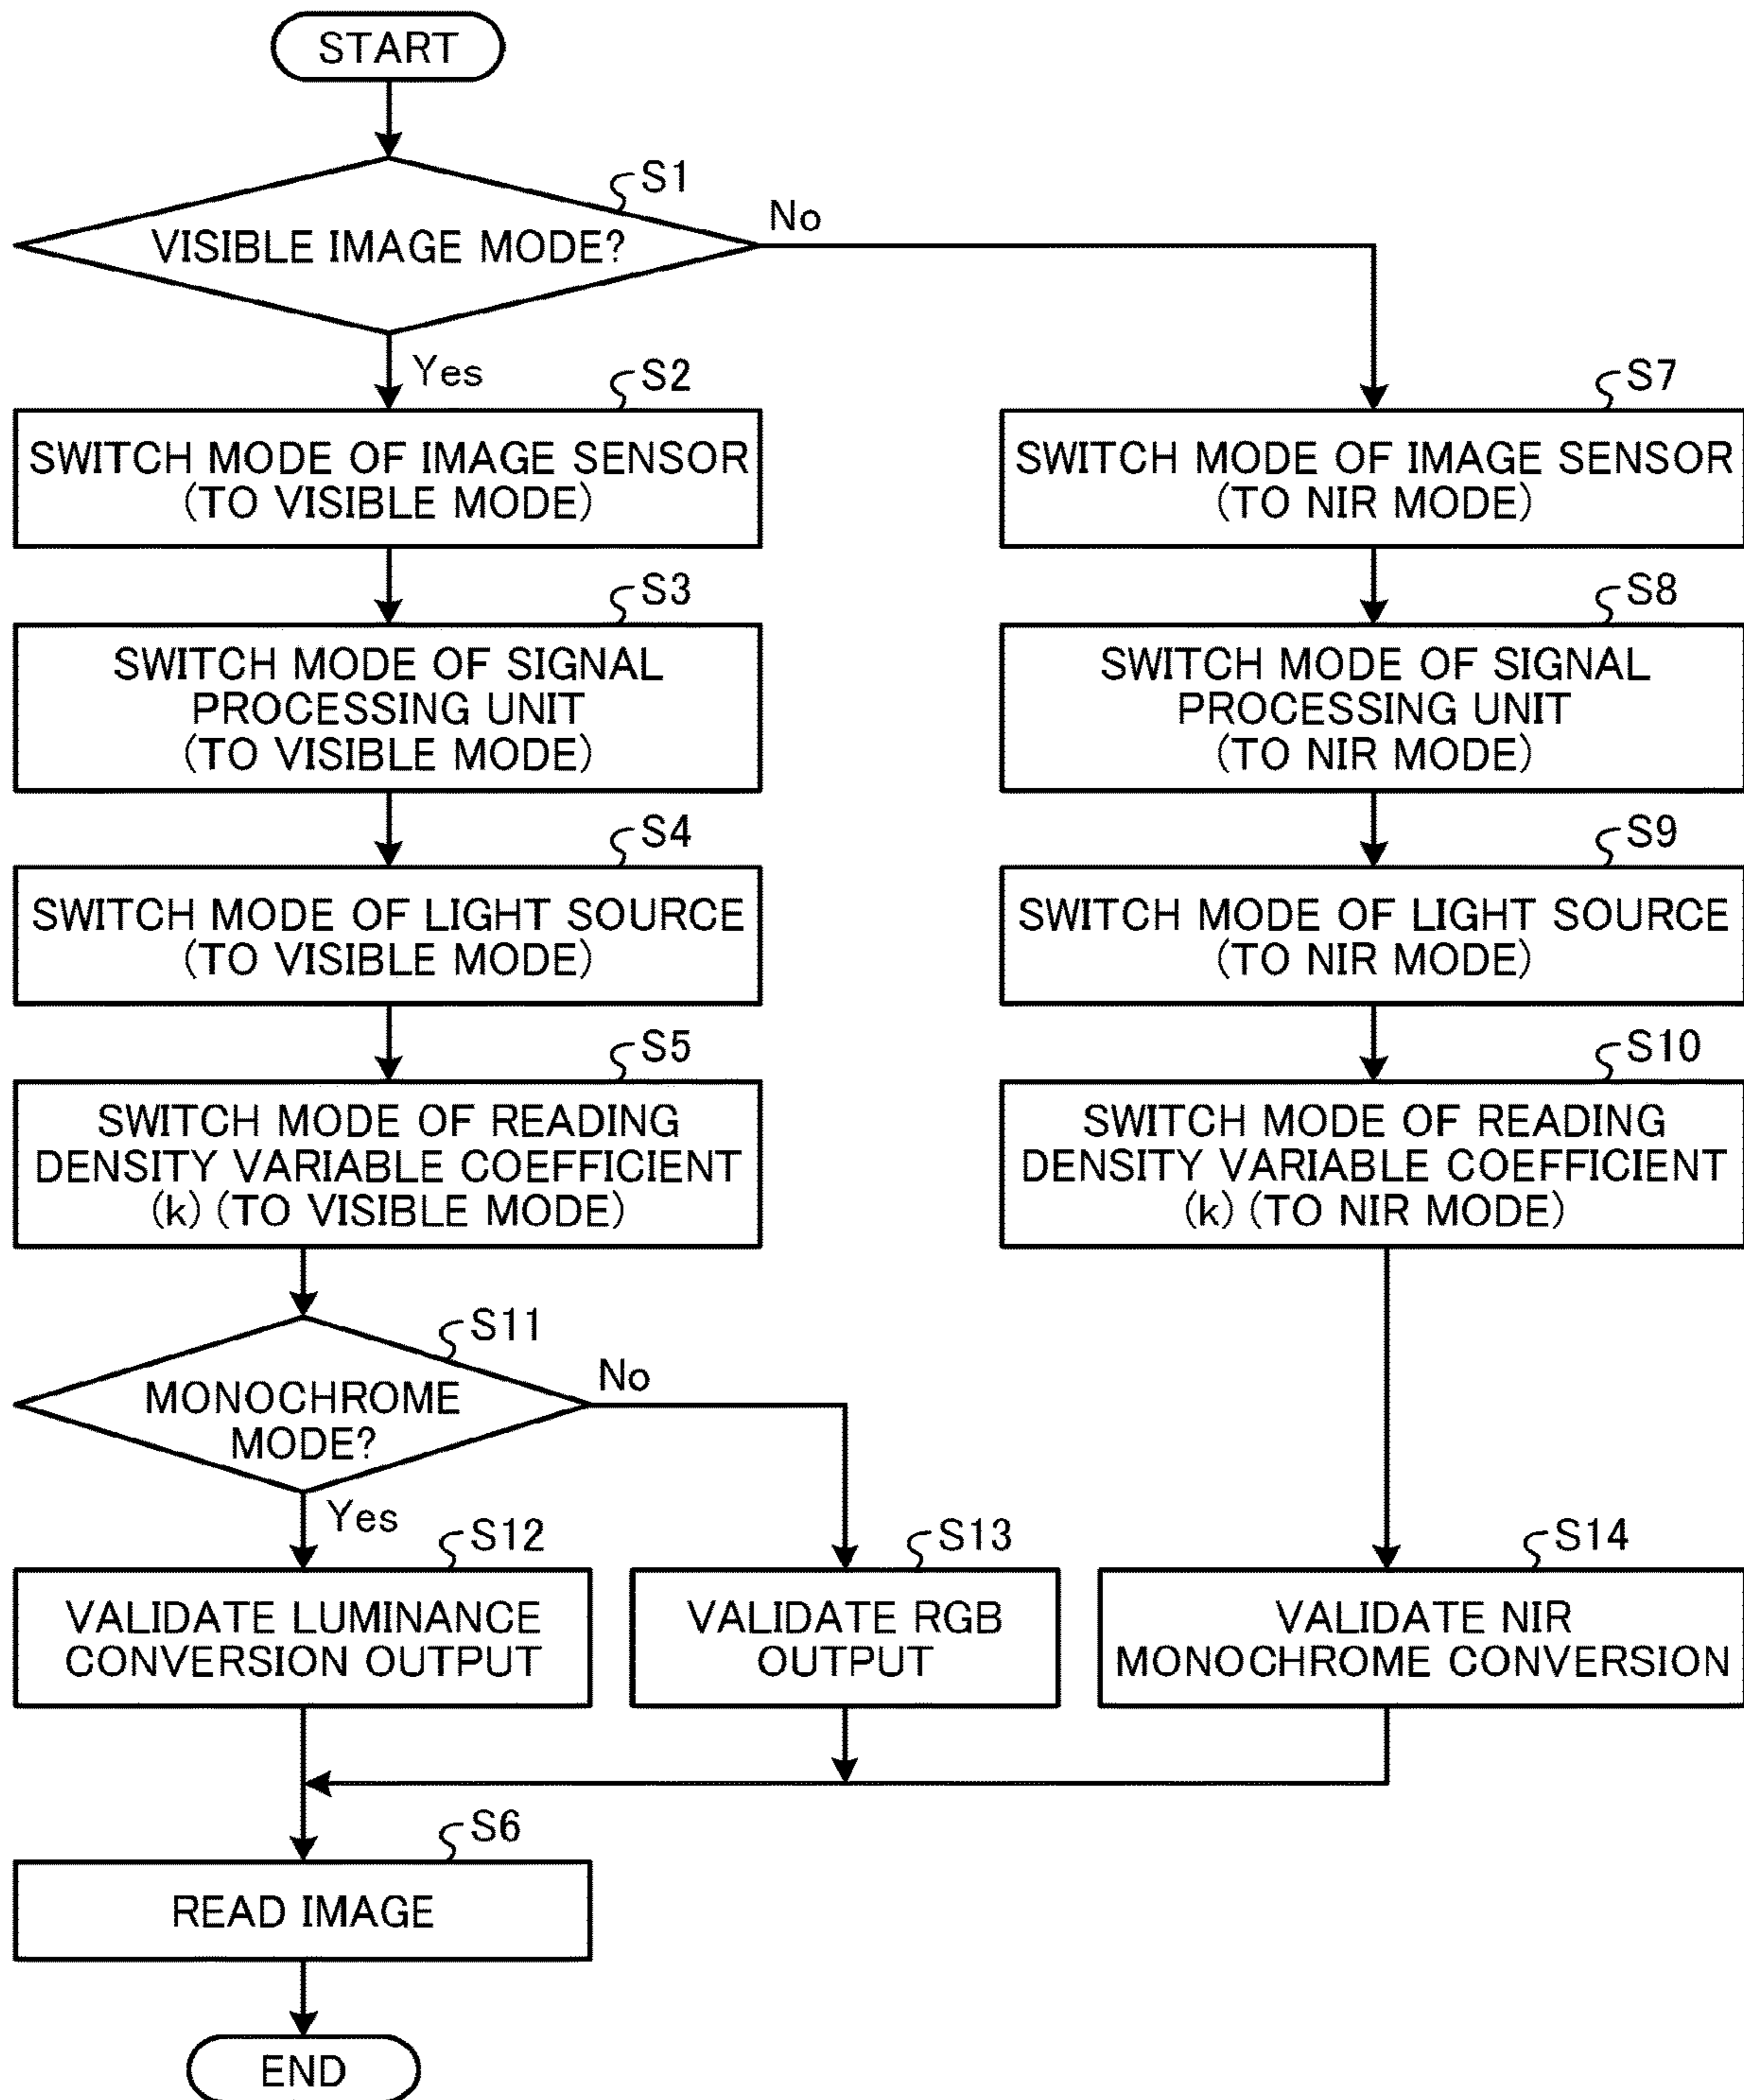 START
S1
VISIBLE IMAGE MODE?
No
Yes
S2
SWITCH MODE OF IMAGE SENSOR
(TO VISIBLE MODE)
S3
SWITCH MODE OF SIGNAL
PROCESSING UNIT
(TO VISIBLE MODE)
S4
SWITCH MODE OF LIGHT SOURCE
(TO VISIBLE MODE)
S5
SWITCH MODE OF READING
DENSITY VARIABLE COEFFICIENT
(k) (TO VISIBLE MODE)
S7
SWITCH MODE OF IMAGE SENSOR
(TO NIR MODE)
S8
SWITCH MODE OF SIGNAL
PROCESSING UNIT
(TO NIR MODE)
S9
SWITCH MODE OF LIGHT SOURCE
(TO NIR MODE)
S10
SWITCH MODE OF READING
DENSITY VARIABLE COEFFICIENT
(k) (TO NIR MODE)
S11
MONOCHROME
MODE?
No
Yes
S12
VALIDATE LUMINANCE
CONVERSION OUTPUT
S13
VALIDATE RGB
OUTPUT
S14
VALIDATE NIR
MONOCHROME CONVERSION
S6
READ IMAGE
END